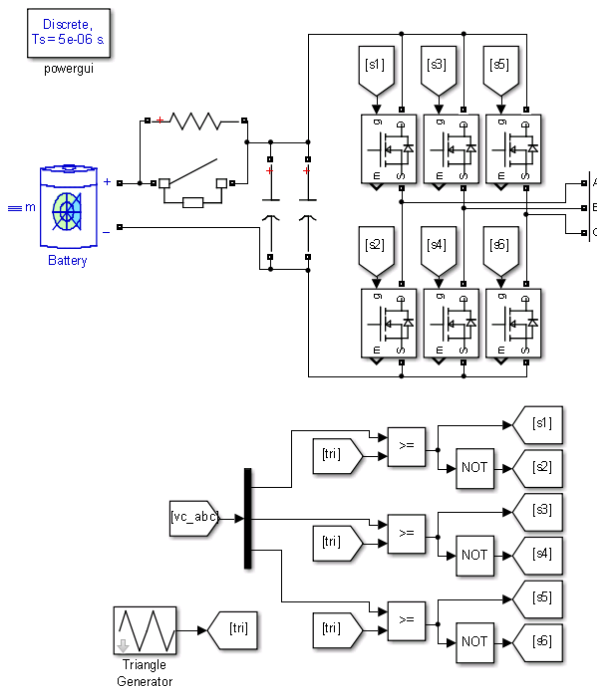 Discrete,
Ts = 5e-06 s.
powergui
[s1]
[s3]
[s5]
g
D
g
D
g
D
m
S
m
S
m
S
+
m
−
Battery
A
B
C
[s2]
[s4]
[s6]
g
D
g
D
g
D
m
S
m
S
m
S
[tri]
>=
[s1]
NOT
[s2]
[vc_abc]
[tri]
>=
[s3]
NOT
[s4]
[tri]
[tri]
>=
[s5]
NOT
[s6]
Triangle
Generator